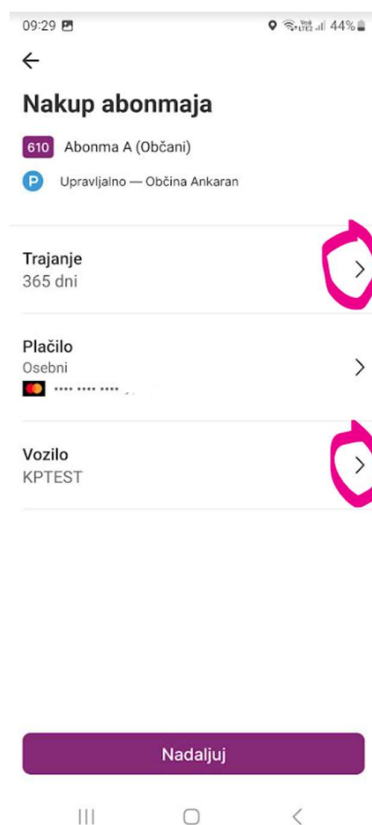 09:29
44%
Nakup abonmaja
610 Abonma A (Občani)
P Upravljalno — Občina Ankaran
Trajanje
365 dni
Plačilo
Osebni
•••• •••• ••••
Vozilo
KPTEST
Nadaljuj